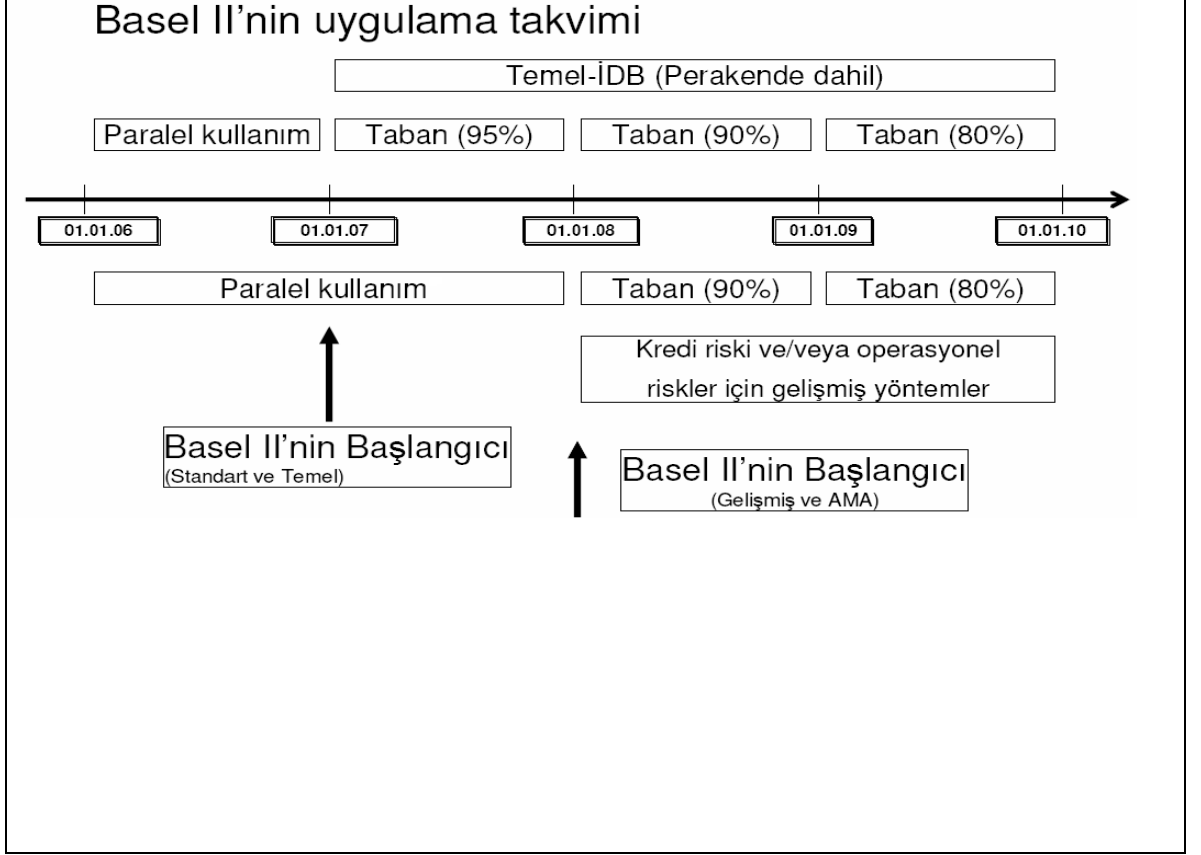 Basel II’nin uygulama takvimi
Temel-İDB (Perakende dahil)
Paralel kullanım
Taban (95%)
Taban (90%)
Taban (80%)
01.01.06
01.01.07
01.01.08
01.01.09
01.01.10
Paralel kullanım
Taban (90%)
Taban (80%)
Kredi riski ve/veya operasyonel
riskler için gelişmiş yöntemler
Basel II’nin Başlangıcı
(Standart ve Temel)
Basel II’nin Başlangıcı
(Gelişmiş ve AMA)